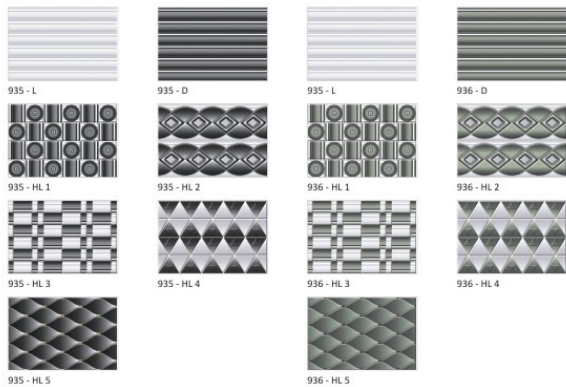 935 - L
935 - D
935 - L
936 - D
935 - HL 1
935 - HL 2
936 - HL 1
936 - HL 2
935 - HL 3
935 - HL 4
936 - HL 3
936 - HL 4
935 - HL 5
936 - HL 5